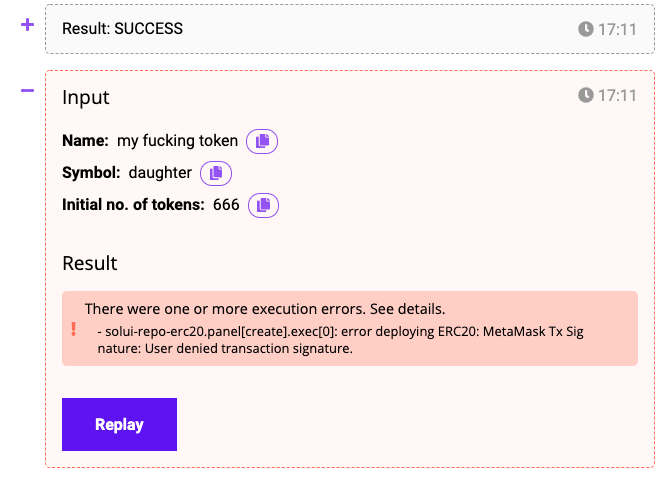 Result: SUCCESS 17:11
Input 17:11
Name: my fucking token
Symbol: daughter
Initial no. of tokens: 666
Result
There were one or more execution errors. See details.
- solui-repo-erc20.panel[create].exec[0]: error deploying ERC20: MetaMask Tx Sig
nature: User denied transaction signature.
Replay